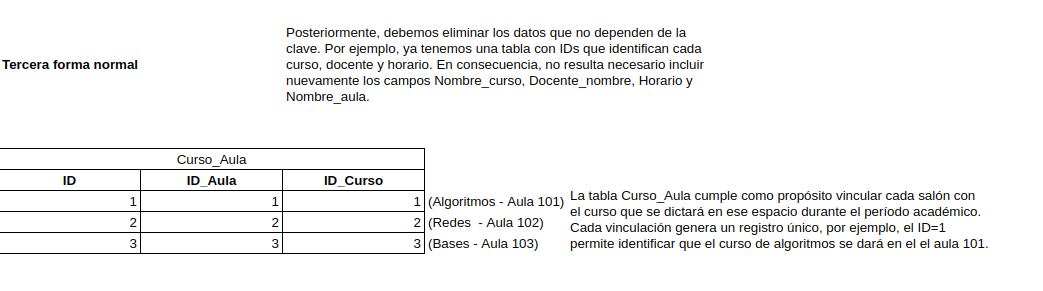 Posteriormente, debemos eliminar los datos que no dependen de la
clave. Por ejemplo, ya tenemos una tabla con IDs que identifican cada
Tercera forma normal
curso, docente y horario. En consecuencia, no resulta necesario incluir
nuevamente los campos Nombre_curso, Docente_nombre, Horario y
Nombre_aula.
Curso_Aula
ID ID_Aula ID_Curso
1 1 1 (Algoritmos - Aula 101)
2 2 2 (Redes - Aula 102)
3 3 3 (Bases - Aula 103)
La tabla Curso_Aula cumple como propósito vincular cada salón con
el curso que se dictará en ese espacio durante el período académico.
Cada vinculación genera un registro único, por ejemplo, el ID=1
permite identificar que el curso de algoritmos se dará en el el aula 101.